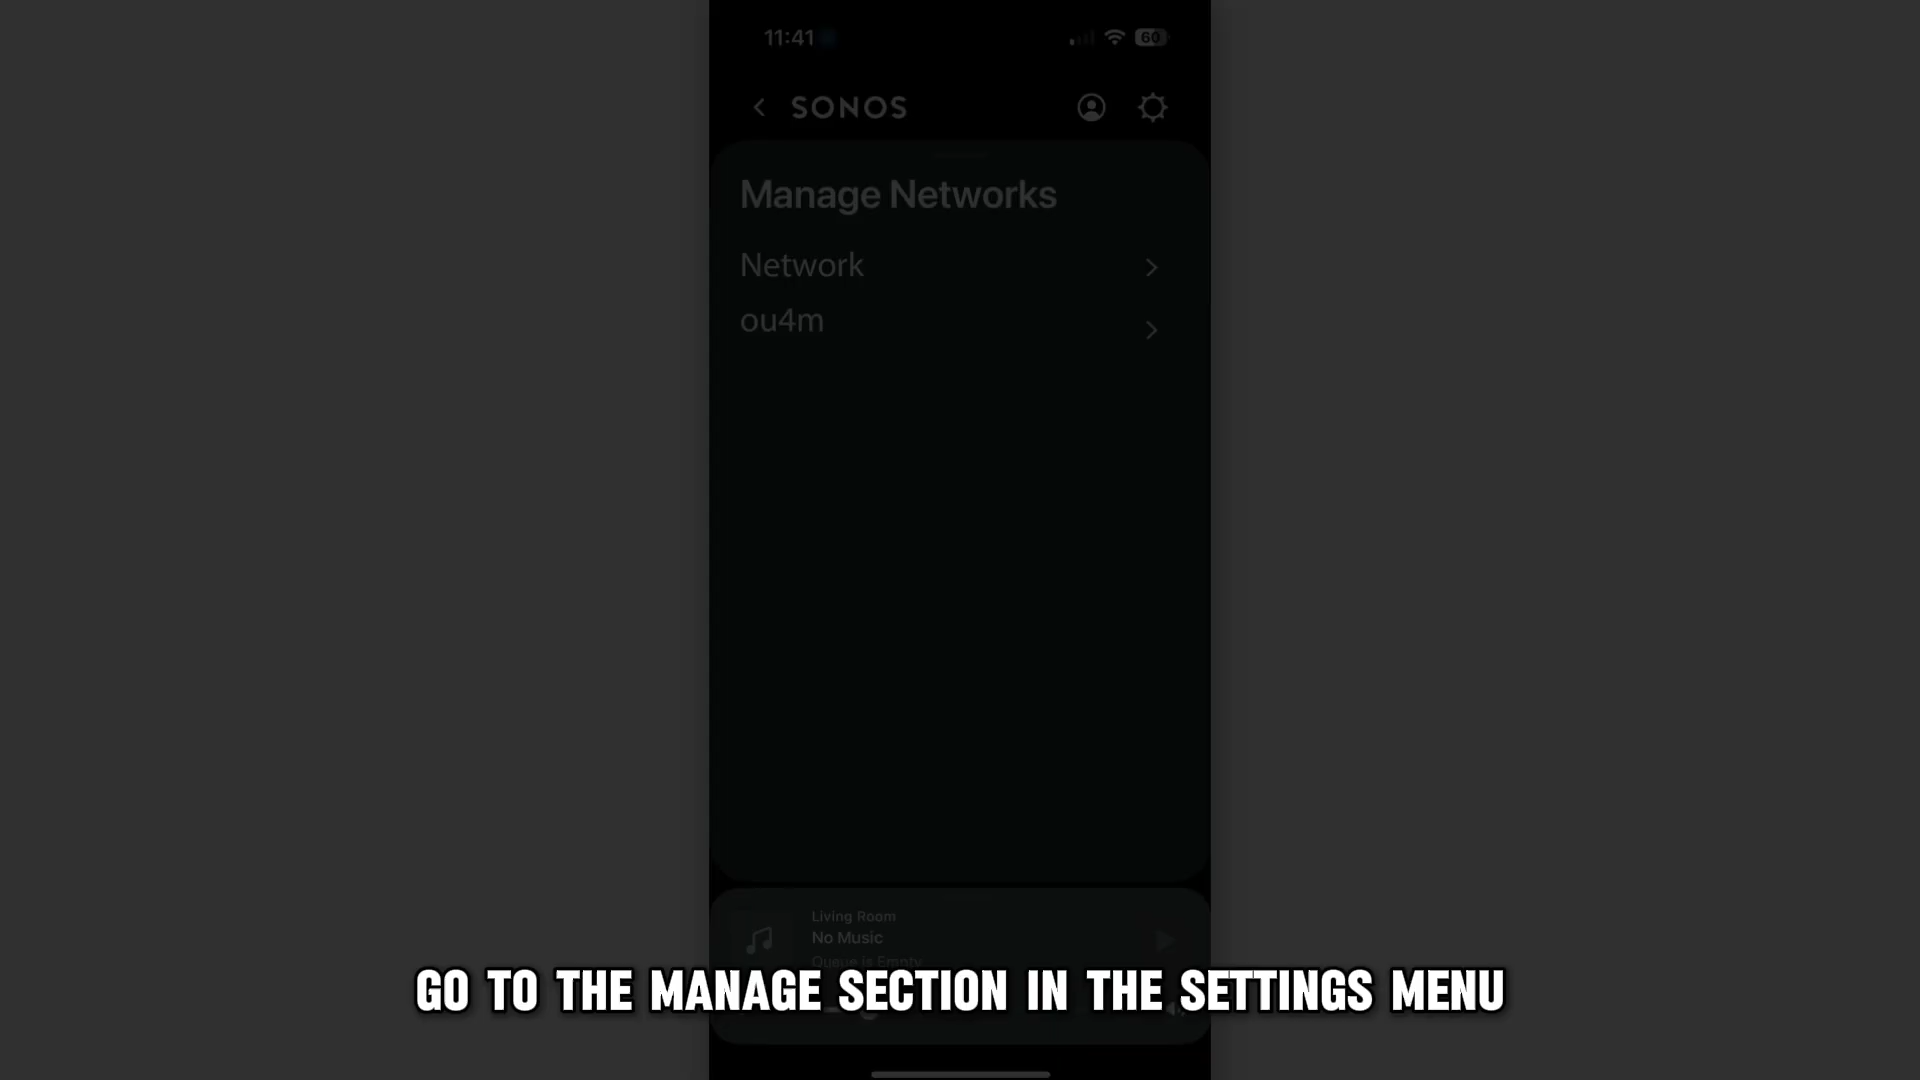 11:41
60
SONOS
Manage Networks
Network
ou4m
Living Room
No Music
Queue is Empty
GO TO THE MANAGE SECTION IN THE SETTINGS MENU